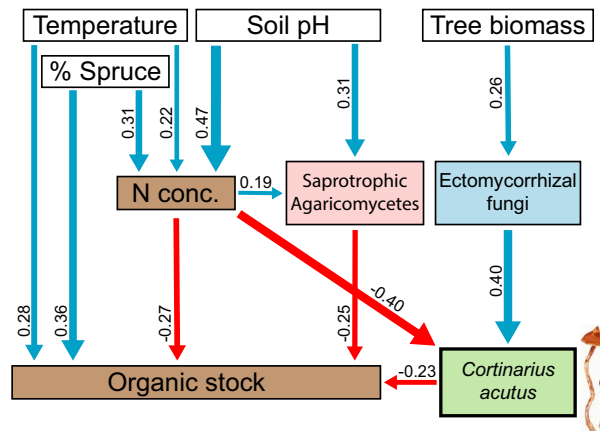 Temperature
Soil pH
Tree biomass
% Spruce
0.31
0.22
0.47
0.31
0.26
N conc.
0.19
Saprotrophic
Agaricomycetes
Ectomycorrhizal
fungi
0.28
0.36
-0.27
-0.25
-0.40
0.40
Organic stock
-0.23
Cortinarius
acutus